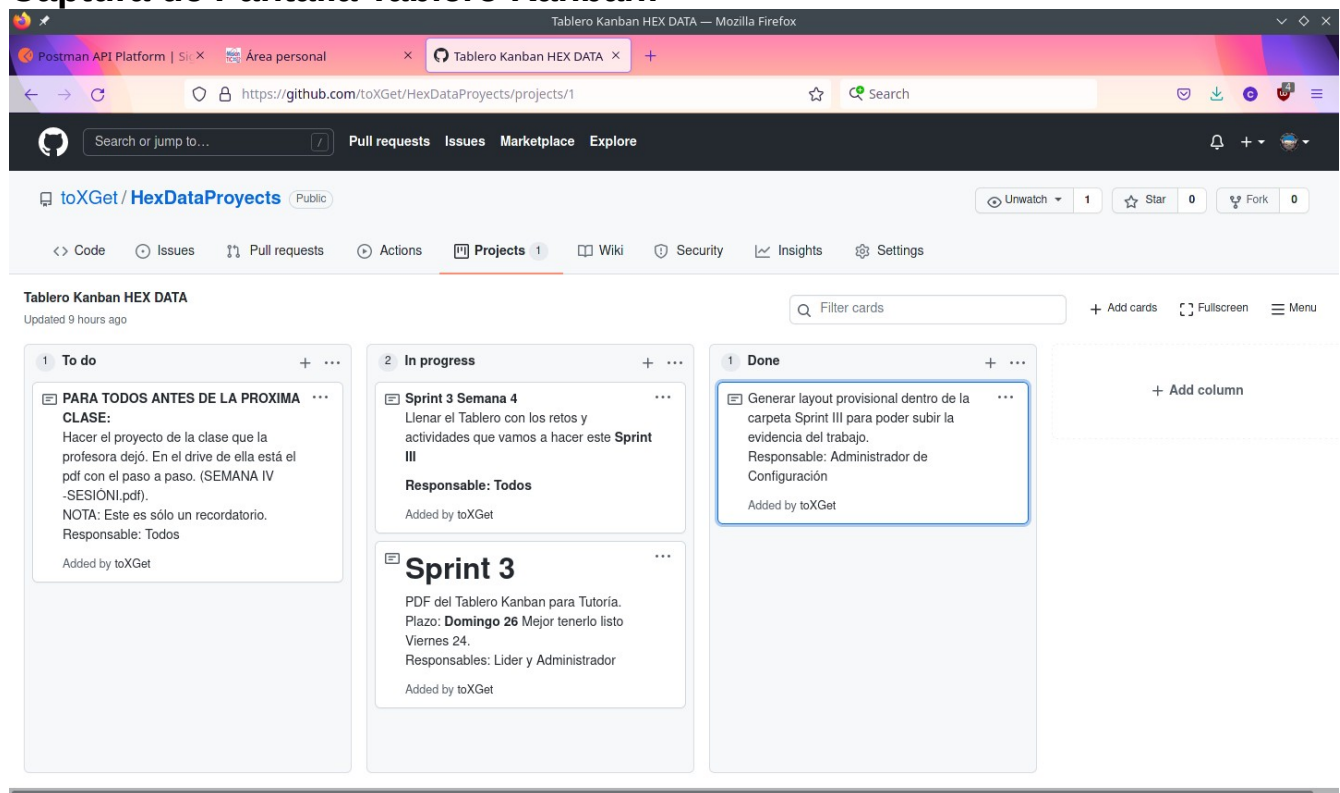 Captura de Pantalla Tablero Kanban:
Tablero Kanban HEX DATA — Mozilla Firefox
Postman API Platform | Si
Área personal
Tablero Kanban HEX DATA
https://github.com/toXGet/HexDataProyects/projects/1
Search
4
Search or jump to...
/
Pull requests Issues Marketplace Explore
toXGet / HexDataProyects Public
Unwatch 1 Star 0 Fork 0
Code Issues Pull requests Actions Projects 1 Wiki Security Insights Settings
Tablero Kanban HEX DATA
Updated 9 hours ago
Filter cards
+ Add cards Fullscreen Menu
1 To do + ...
PARA TODOS ANTES DE LA PROXIMA ...
CLASE:
Hacer el proyecto de la clase que la
profesora dejó. En el drive de ella está el
pdf con el paso a paso. (SEMANA IV
-SESIÓNI.pdf).
NOTA: Este es sólo un recordatorio.
Responsable: Todos
Added by toXGet
2 In progress + ...
Sprint 3 Semana 4 ...
Llenar el Tablero con los retos y
actividades que vamos a hacer este Sprint
III
Responsable: Todos
Added by toXGet
Sprint 3 ...
PDF del Tablero Kanban para Tutoría.
Plazo: Domingo 26 Mejor tenerlo listo
Viernes 24.
Responsables: Lider y Administrador
Added by toXGet
1 Done + ...
Generar layout provisional dentro de la ...
carpeta Sprint III para poder subir la
evidencia del trabajo.
Responsable: Administrador de
Configuración
Added by toXGet
+ Add column